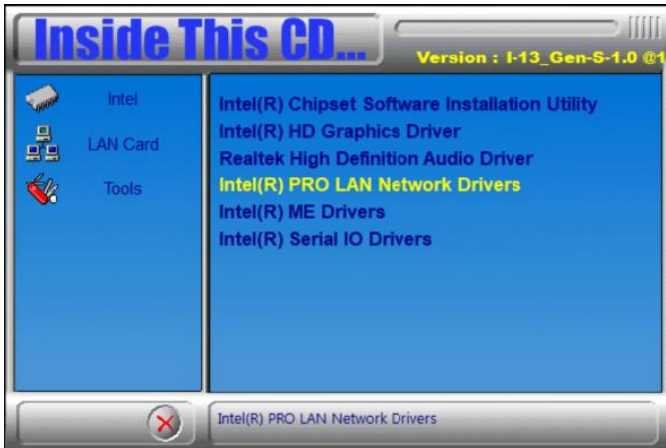 Inside This CD...
Version : I-13_Gen-S-1.0 @1
Intel
LAN Card
Tools
Intel(R) Chipset Software Installation Utility
Intel(R) HD Graphics Driver
Realtek High Definition Audio Driver
Intel(R) PRO LAN Network Drivers
Intel(R) ME Drivers
Intel(R) Serial IO Drivers
Intel(R) PRO LAN Network Drivers